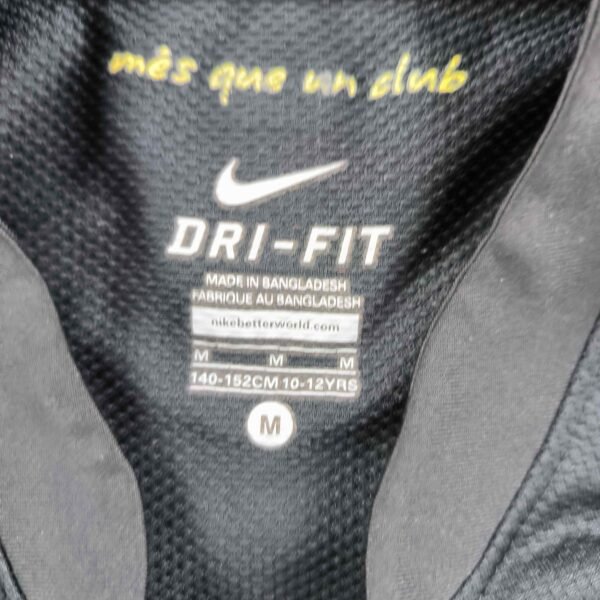 més que un club
DRI-FIT
MADE IN BANGLADESH
FABRIQUE AU BANGLADESH
nikebetterworld.com
M M M
140-152CM 10-12YRS
M